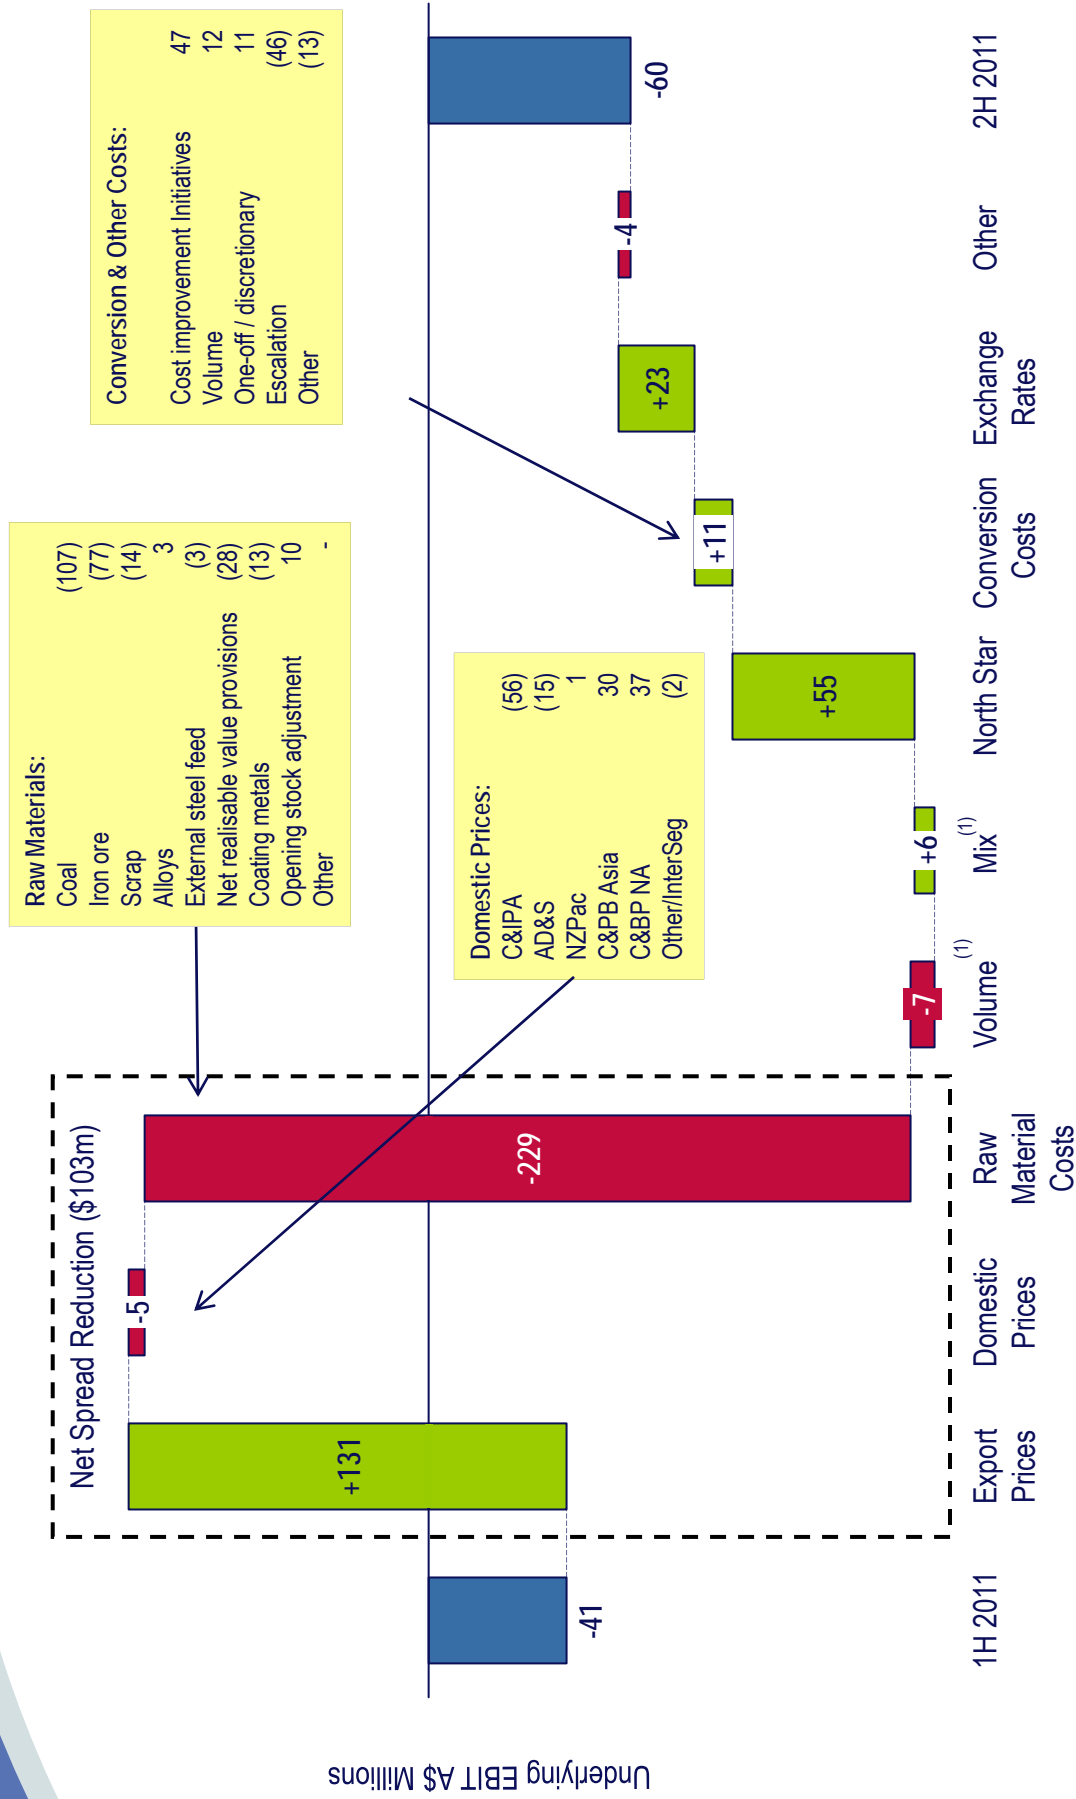 Underlying EBIT A$ Millions
Net Spread Reduction ($103m)
Raw Materials:
Coal (107)
Iron ore (77)
Scrap (14)
Alloys 3
External steel feed (3)
Net realisable value provisions (28)
Coating metals (13)
Opening stock adjustment 10
Other -
Conversion & Other Costs:
Cost improvement Initiatives 47
Volume 12
One-off / discretionary 11
Escalation (46)
Other (13)
Domestic Prices:
C&IPA (56)
AD&S (15)
NZPac 1
C&PB Asia 30
C&BP NA 37
Other/InterSeg (2)
-41
+131
-5
-229
-7
+6
+55
+11
+23
-4
-60
1H 2011
Export
Prices
Domestic
Prices
Raw
Material
Costs
Volume (1)
Mix (1)
North Star
Conversion
Costs
Exchange
Rates
Other
2H 2011